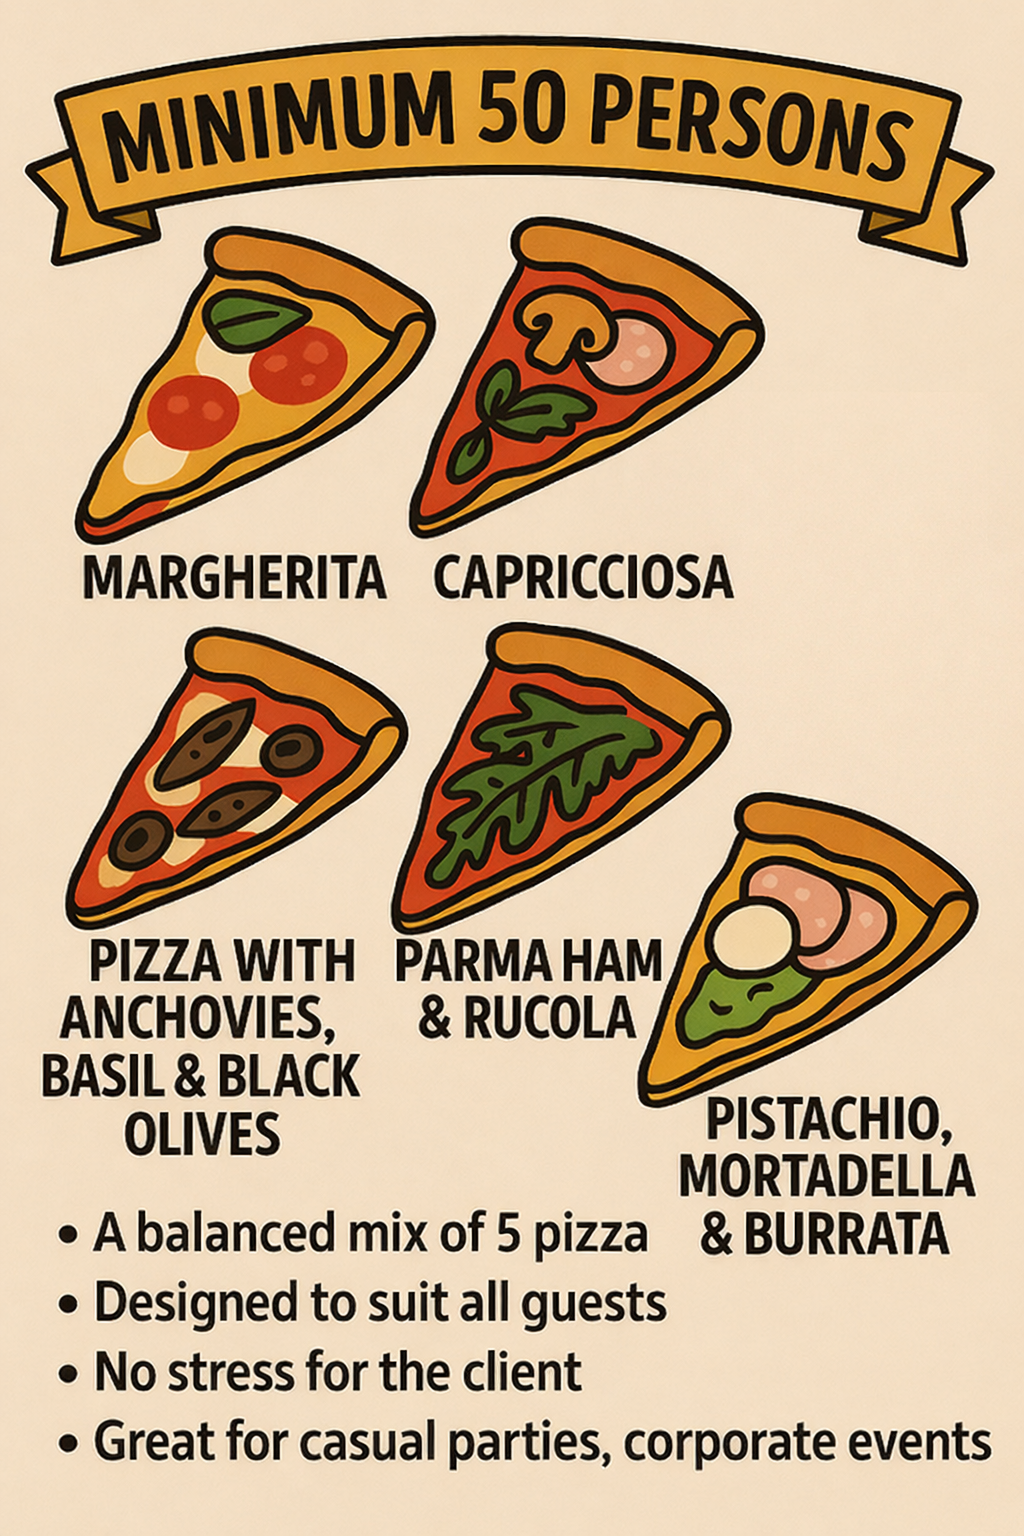 MINIMUM 50 PERSONS
MARGHERITA
CAPRICCIOSA
PIZZA WITH
ANCHOVIES,
BASIL & BLACK
OLIVES
PARMA HAM
& RUCOLA
PISTACHIO,
MORTADELLA
& BURRATA
• A balanced mix of 5 pizza
• Designed to suit all guests
• No stress for the client
• Great for casual parties, corporate events